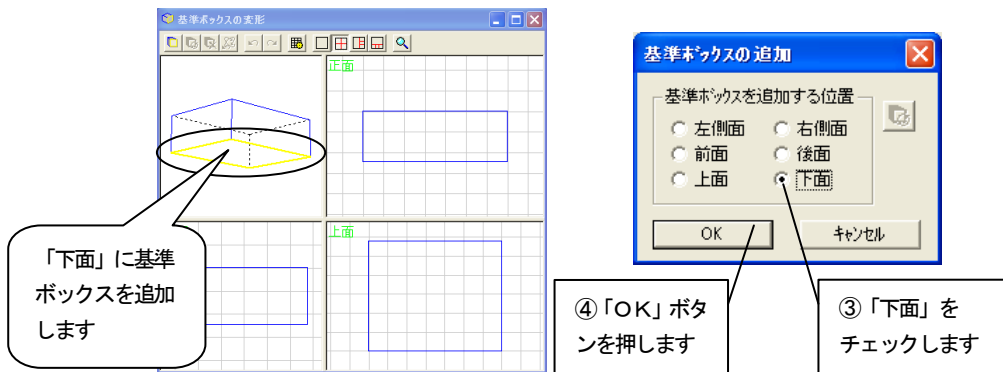 基準ボックスの変形
正面
上面
「下面」に基準
ボックスを追加
します
基準ボックスの追加
基準ボックスを追加する位置
左側面 右側面
前面 後面
上面 下面
OK キャンセル
④「ＯＫ」ボタ
ンを押します
③「下面」を
チェックします